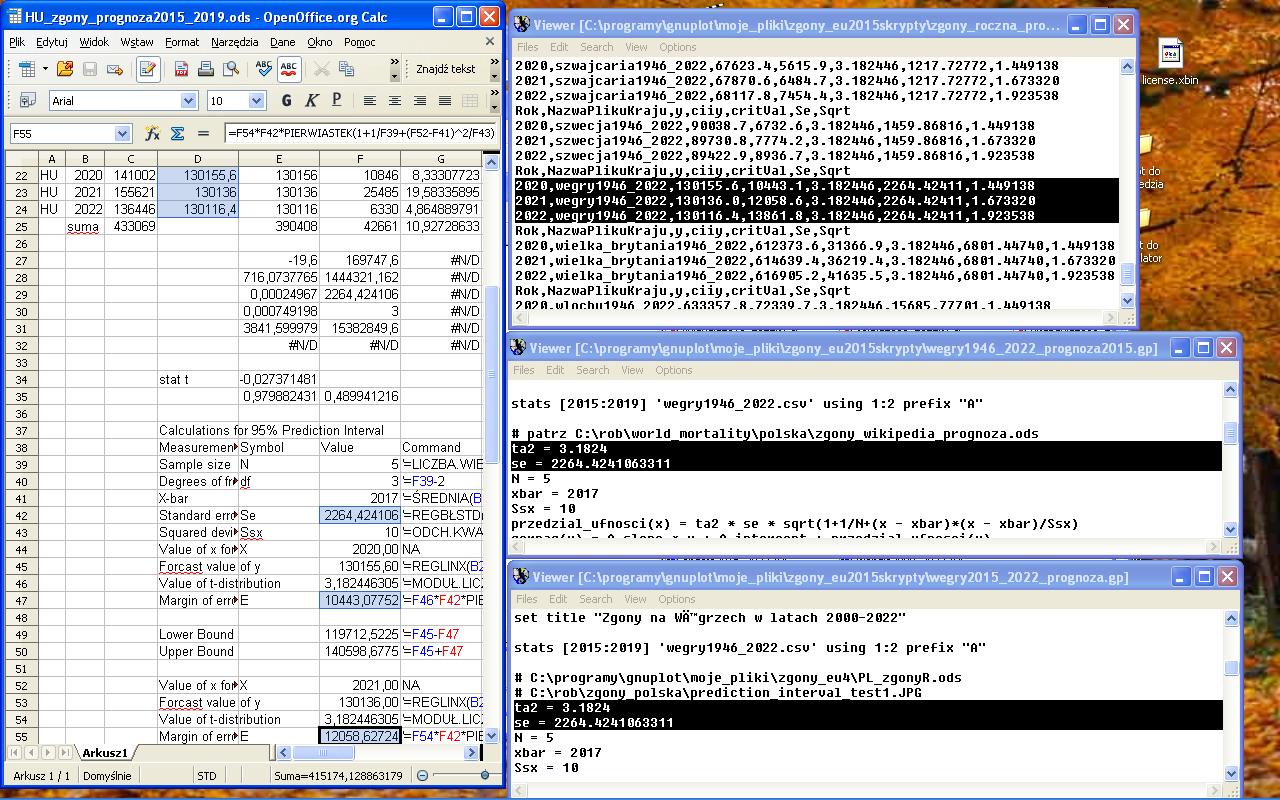 HU_zgony_prognoza2015_2019.ods - OpenOffice.org Calc
Plik Edytuj Widok Wstaw Format Narzędzia Dane Okno Pomoc
Znajdź tekst
Arial 10 G K P
F55 =F54*F42*PIERWIASTEK(1+1/F39+(F52-F41)^2/F43)
A B C D E F G
22 HU 2020 141002 130155,6 130156 10846 8,33307723
23 HU 2021 155621 130136 130136 25485 19,58333895
24 HU 2022 136446 130116,4 130116 6330 4,864889791
25 suma 433069 390408 42661 10,92728633
26
27 -19,6 169747,6 #N/D
28 716,0737765 1444321,162 #N/D
29 0,00024967 2264,424106 #N/D
30 0,000749198 3 #N/D
31 3841,599979 15382849,6 #N/D
32 #N/D #N/D #N/D
33
34 stat t -0,027371481
35 0,979882431 0,489941216
36
37 Calculations for 95% Prediction Interval
38 Measuremen Symbol Value Command
39 Sample size N 5 '=LICZBA.WIE
40 Degrees of fr df 3 '=F39-2
41 X-bar 2017 '=ŚREDNIA(B
42 Standard erro Se 2264,424106 '=REGBŁSTD
43 Squared devi Ssx 10 '=ODCH.KWA
44 Value of x for X 2020,00 NA
45 Forcast value of y 130155,60 '=REGLINX(B2
46 Value of t-distribution 3,182446305 '=MODUŁ.LIC
47 Margin of erro E 10443,07752 '=F46*F42*PIE
48
49 Lower Bound 119712,5225 '=F45-F47
50 Upper Bound 140598,6775 '=F45+F47
51
52 Value of x for X 2021,00 NA
53 Forcast value of y 130136,00 '=REGLINX(B2
54 Value of t-distribution 3,182446305 '=MODUŁ.LIC
55 Margin of erro E 12058,62724 '=F54*F42*PIE
Arkusz1
Arkusz 1 / 1 Domyślnie STD Suma=415174,128863179
Viewer [C:\programy\gnuplot\moje_pliki\zgony_eu2015skrypty\zgony_roczna_pro...
Files Edit Search View Options
2020,szwajcaria1946_2022,67623.4,5615.9,3.182446,1217.72772,1.449138
2021,szwajcaria1946_2022,67870.6,6484.7,3.182446,1217.72772,1.673320
2022,szwajcaria1946_2022,68117.8,7454.4,3.182446,1217.72772,1.923538
Rok,NazwaPlikuKraju,y,ciiy,critVal,Se,Sqrt
2020,szwecja1946_2022,90038.7,6732.6,3.182446,1459.86816,1.449138
2021,szwecja1946_2022,89730.8,7774.2,3.182446,1459.86816,1.673320
2022,szwecja1946_2022,89422.9,8936.7,3.182446,1459.86816,1.923538
Rok,NazwaPlikuKraju,y,ciiy,critVal,Se,Sqrt
2020,wegry1946_2022,130155.6,10443.1,3.182446,2264.42411,1.449138
2021,wegry1946_2022,130136.0,12058.6,3.182446,2264.42411,1.673320
2022,wegry1946_2022,130116.4,13861.8,3.182446,2264.42411,1.923538
Rok,NazwaPlikuKraju,y,ciiy,critVal,Se,Sqrt
2020,wielka_brytania1946_2022,612373.6,31366.9,3.182446,6801.44740,1.449138
2021,wielka_brytania1946_2022,614639.4,36219.4,3.182446,6801.44740,1.673320
2022,wielka_brytania1946_2022,616905.2,41635.5,3.182446,6801.44740,1.923538
Rok,NazwaPlikuKraju,y,ciiy,critVal,Se,Sqrt
2020,wlochy1946_2022,633357.8,72339.7,3.182446,15685.77701,1.449138
Viewer [C:\programy\gnuplot\moje_pliki\zgony_eu2015skrypty\wegry1946_2022_prognoza2015.gp]
Files Edit Search View Options
stats [2015:2019] 'wegry1946_2022.csv' using 1:2 prefix "A"
# patrz C:\rob\world_mortality\polska\zgony_wikipedia_prognoza.ods
ta2 = 3.1824
se = 2264.4241063311
N = 5
xbar = 2017
Ssx = 10
przedzial_ufnosci(x) = ta2 * se * sqrt(1+1/N+(x - xbar)*(x - xbar)/Ssx)
Viewer [C:\programy\gnuplot\moje_pliki\zgony_eu2015skrypty\wegry2015_2022_prognoza.gp]
Files Edit Search View Options
set title "Zgony na WÄ™grzech w latach 2000-2022"
stats [2015:2019] 'wegry1946_2022.csv' using 1:2 prefix "A"
# C:\programy\gnuplot\moje_pliki\zgony_eu4\PL_zgonyR.ods
# C:\rob\zgony_polska\prediction_interval_test1.JPG
ta2 = 3.1824
se = 2264.4241063311
N = 5
xbar = 2017
Ssx = 10
license.xbin